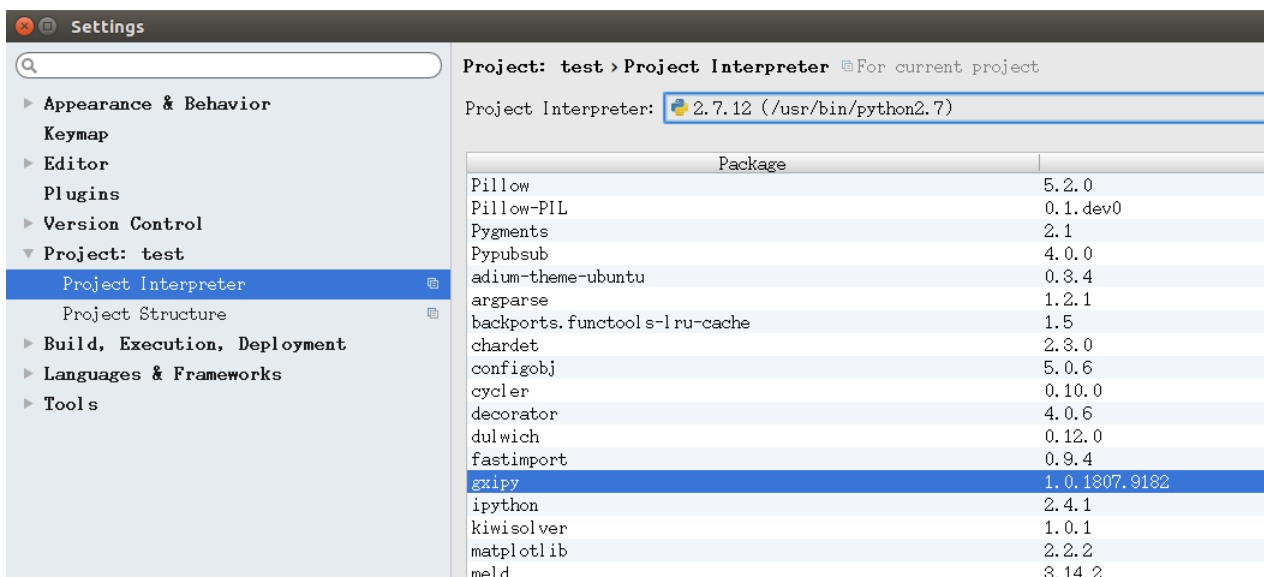 Settings
Project: test › Project Interpreter For current project
Project Interpreter: 2.7.12 (/usr/bin/python2.7)
Appearance & Behavior
Keymap
Editor
Plugins
Version Control
Project: test
Project Interpreter
Project Structure
Build, Execution, Deployment
Languages & Frameworks
Tools
Package
Pillow 5.2.0
Pillow-PIL 0.1.dev0
Pygments 2.1
Pypubsub 4.0.0
adium-theme-ubuntu 0.3.4
argparse 1.2.1
backports.functools-lru-cache 1.5
chardet 2.3.0
configobj 5.0.6
cycler 0.10.0
decorator 4.0.6
dulwich 0.12.0
fastimport 0.9.4
gxipy 1.0.1807.9182
ipython 2.4.1
kiwisolver 1.0.1
matplotlib 2.2.2
meld 3.14.2